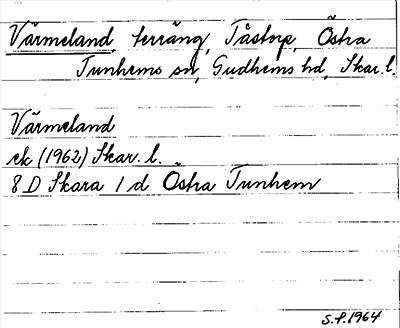 Värmeland, terräng, Tåstorp, Östra
Tunhems sn, Gudhems hd, Skar. l.
Värmeland
ek (1962) Skar. l.
8 D Skara 1 d Östra Tunhem
S.P. 1964